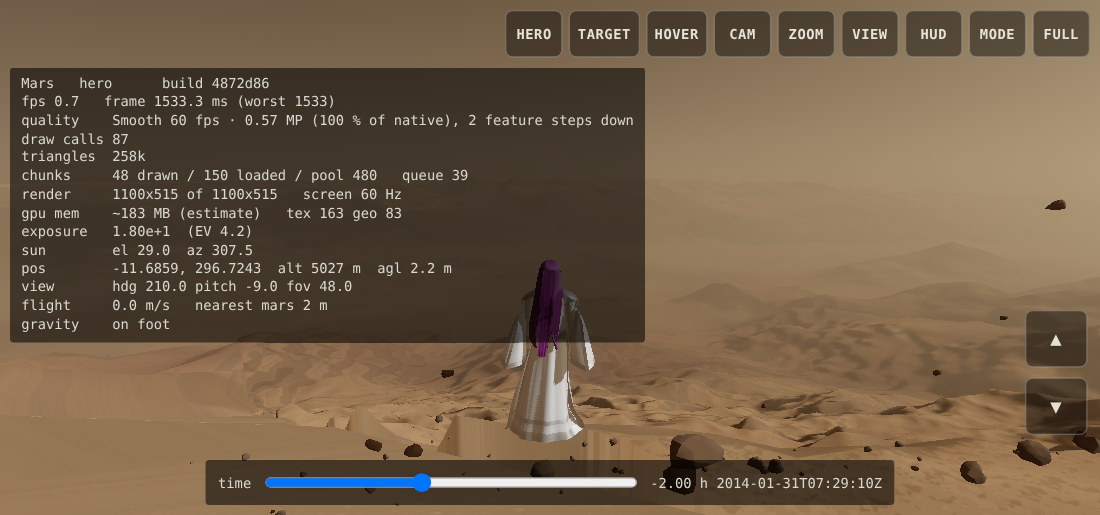 HERO TARGET HOVER CAM ZOOM VIEW HUD MODE FULL
Mars hero build 4872d86
fps 0.7 frame 1533.3 ms (worst 1533)
quality Smooth 60 fps · 0.57 MP (100 % of native), 2 feature steps down
draw calls 87
triangles 258k
chunks 48 drawn / 150 loaded / pool 480 queue 39
render 1100x515 of 1100x515 screen 60 Hz
gpu mem ~183 MB (estimate) tex 163 geo 83
exposure 1.80e+1 (EV 4.2)
sun el 29.0 az 307.5
pos -11.6859, 296.7243 alt 5027 m agl 2.2 m
view hdg 210.0 pitch -9.0 fov 48.0
flight 0.0 m/s nearest mars 2 m
gravity on foot
▲
▼
time -2.00 h 2014-01-31T07:29:10Z